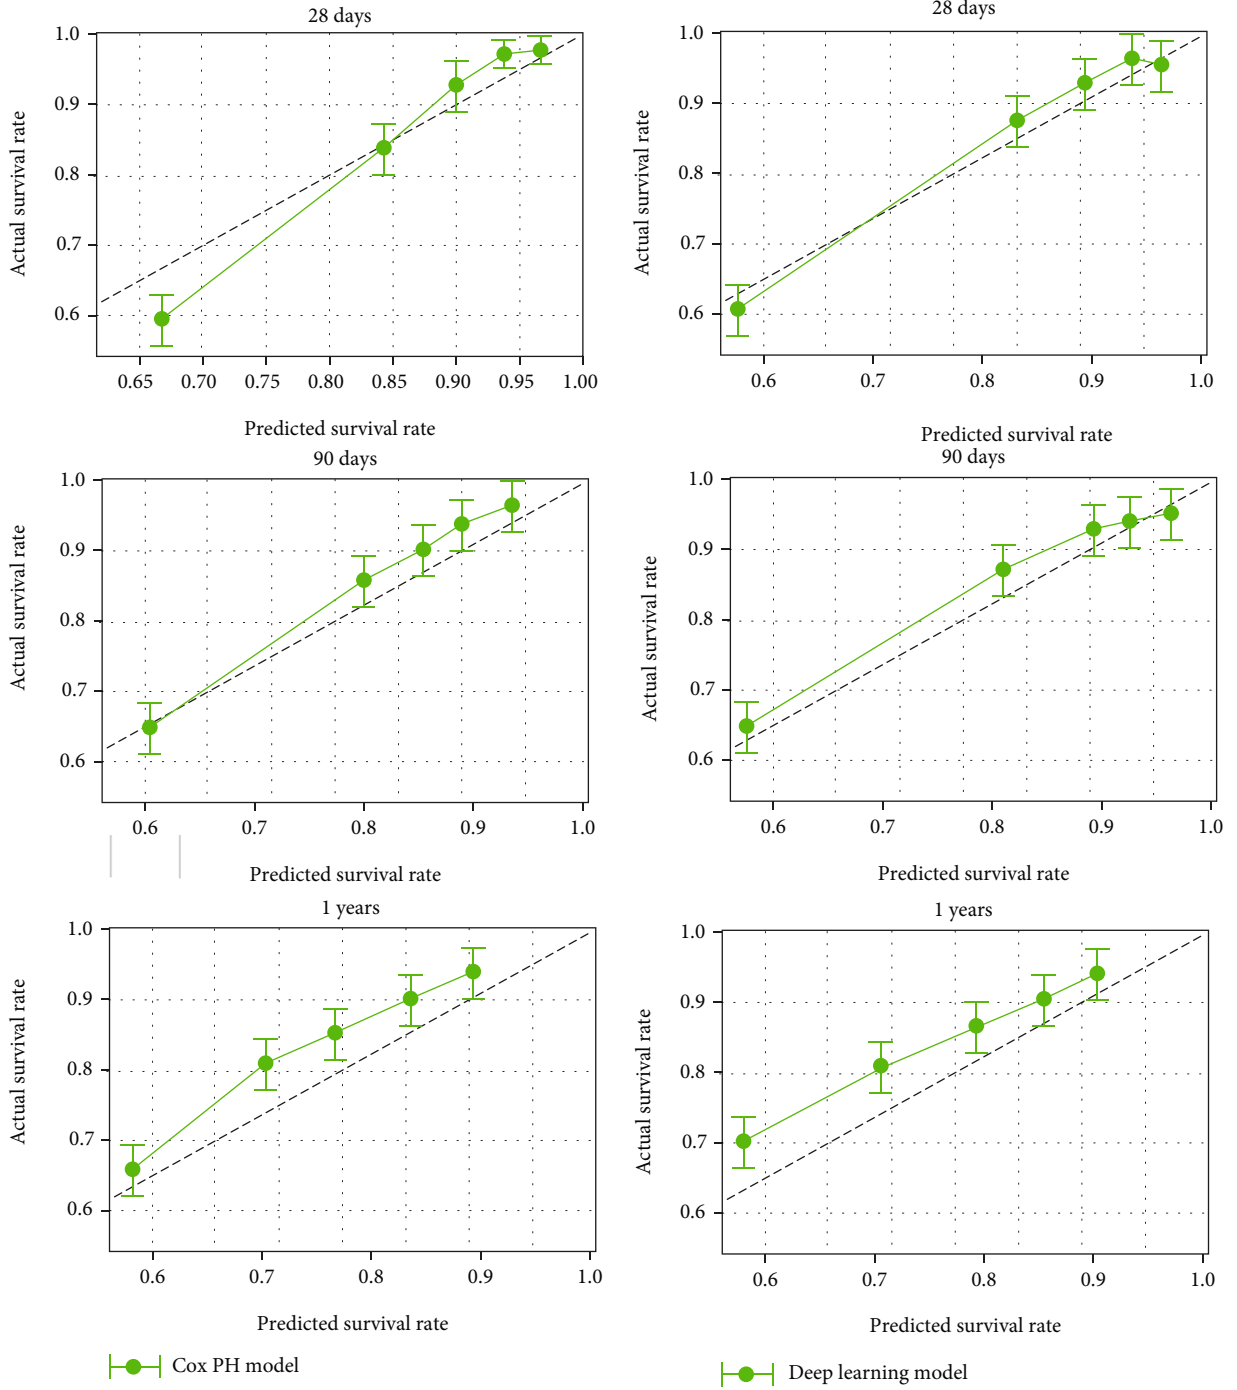 28 days
1.0
0.9
0.8
0.7
0.6
Actual survival rate
0.65 0.70 0.75 0.80 0.85 0.90 0.95 1.00
Predicted survival rate
28 days
1.0
0.9
0.8
0.7
0.6
Actual survival rate
0.6 0.7 0.8 0.9 1.0
Predicted survival rate
90 days
1.0
0.9
0.8
0.7
0.6
Actual survival rate
0.6 0.7 0.8 0.9 1.0
Predicted survival rate
90 days
1.0
0.9
0.8
0.7
0.6
Actual survival rate
0.6 0.7 0.8 0.9 1.0
Predicted survival rate
1 years
1.0
0.9
0.8
0.7
0.6
Actual survival rate
0.6 0.7 0.8 0.9 1.0
Predicted survival rate
Cox PH model
1 years
1.0
0.9
0.8
0.7
0.6
Actual survival rate
0.6 0.7 0.8 0.9 1.0
Predicted survival rate
Deep learning model